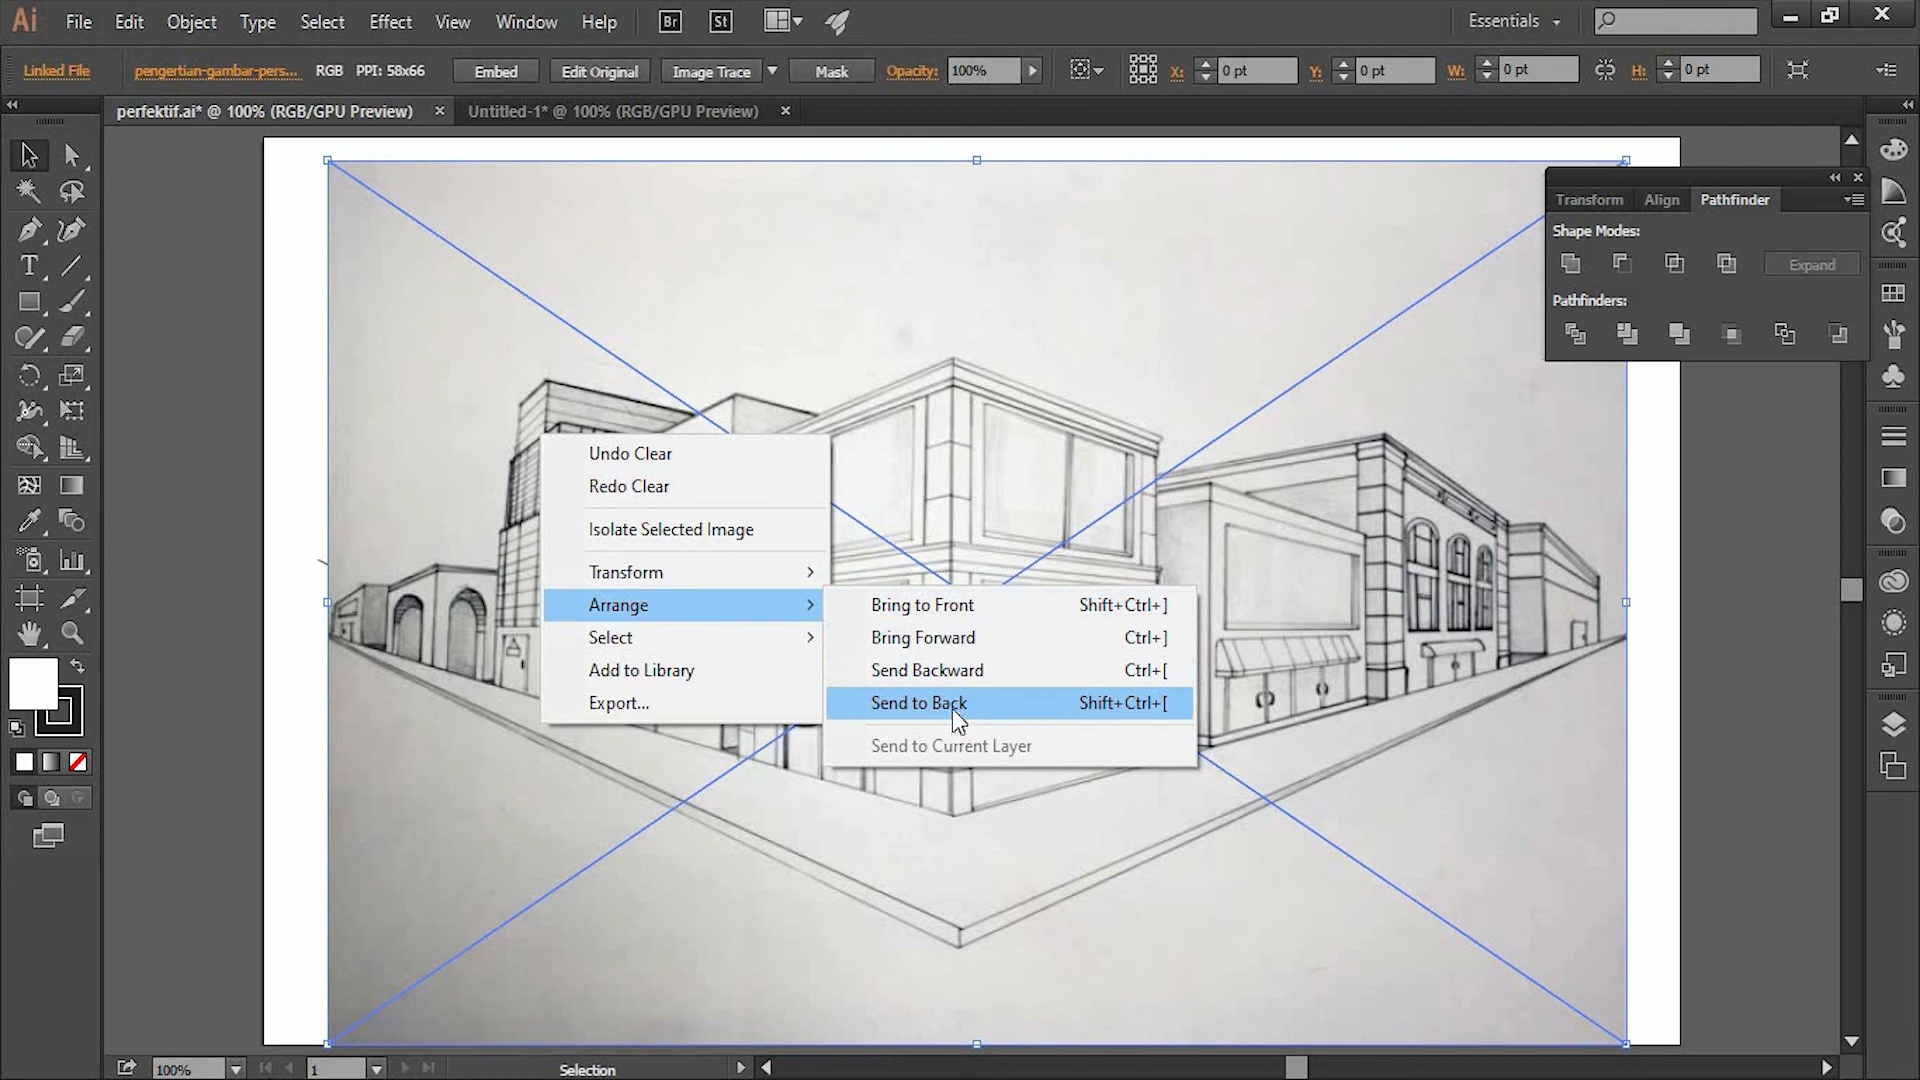 Ai File Edit Object Type Select Effect View Window Help Br St Essentials
Linked File pengertian-gambar-pers... RGB PPI: 58x66 Embed Edit Original Image Trace Mask Opacity: 100% X: 0 pt Y: 0 pt W: 0 pt H: 0 pt
perfektif.ai* @ 100% (RGB/GPU Preview) Untitled-1* @ 100% (RGB/GPU Preview)
Transform Align Pathfinder
Shape Modes:
Expand
Pathfinders:
Undo Clear
Redo Clear
Isolate Selected Image
Transform
Arrange
Select
Add to Library
Export...
Bring to Front Shift+Ctrl+]
Bring Forward Ctrl+]
Send Backward Ctrl+[
Send to Back Shift+Ctrl+[
Send to Current Layer
100% 1 Selection